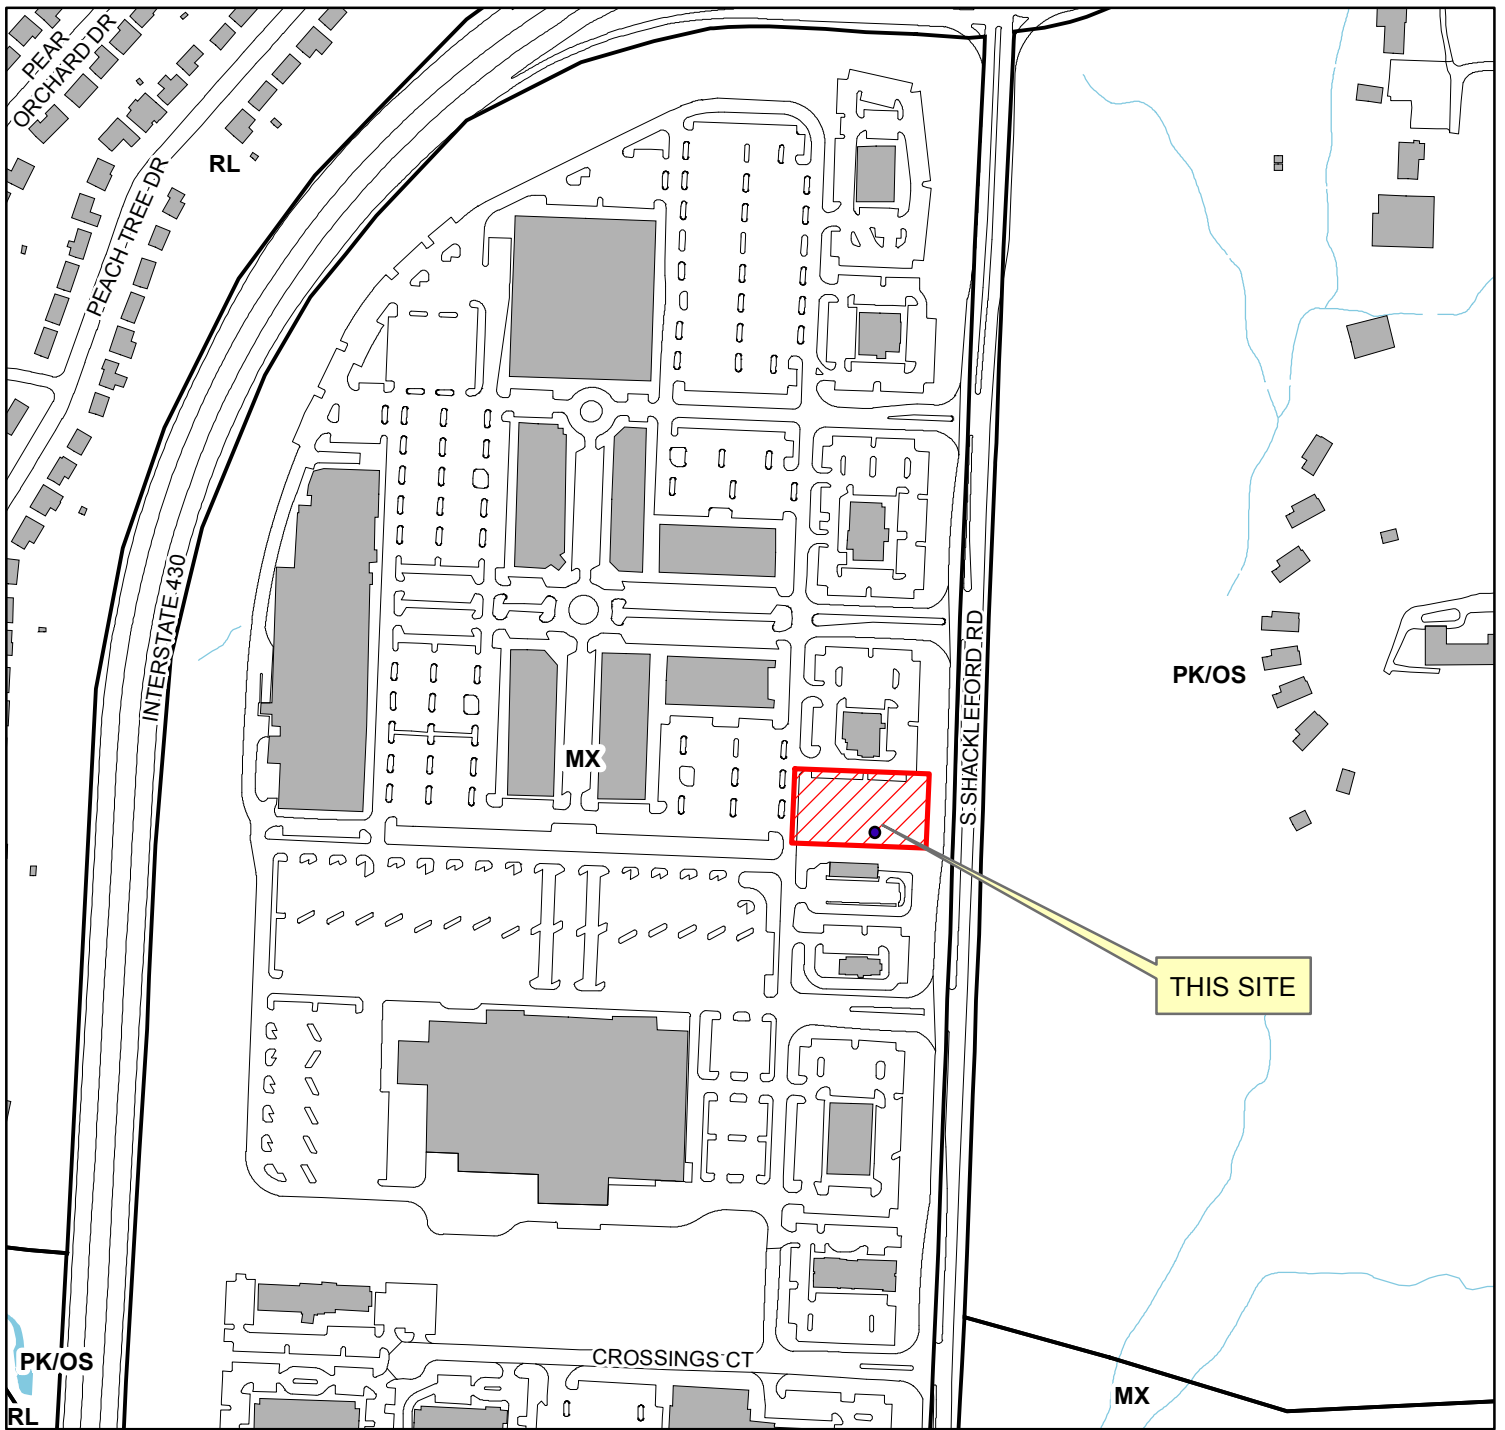 PEAR
ORCHARD DR
RL
PEACH-TREE DR
INTERSTATE 430
S SHACKLEFORD RD
PK/OS
MX
THIS SITE
CROSSINGS CT
PK/OS
RL
MX